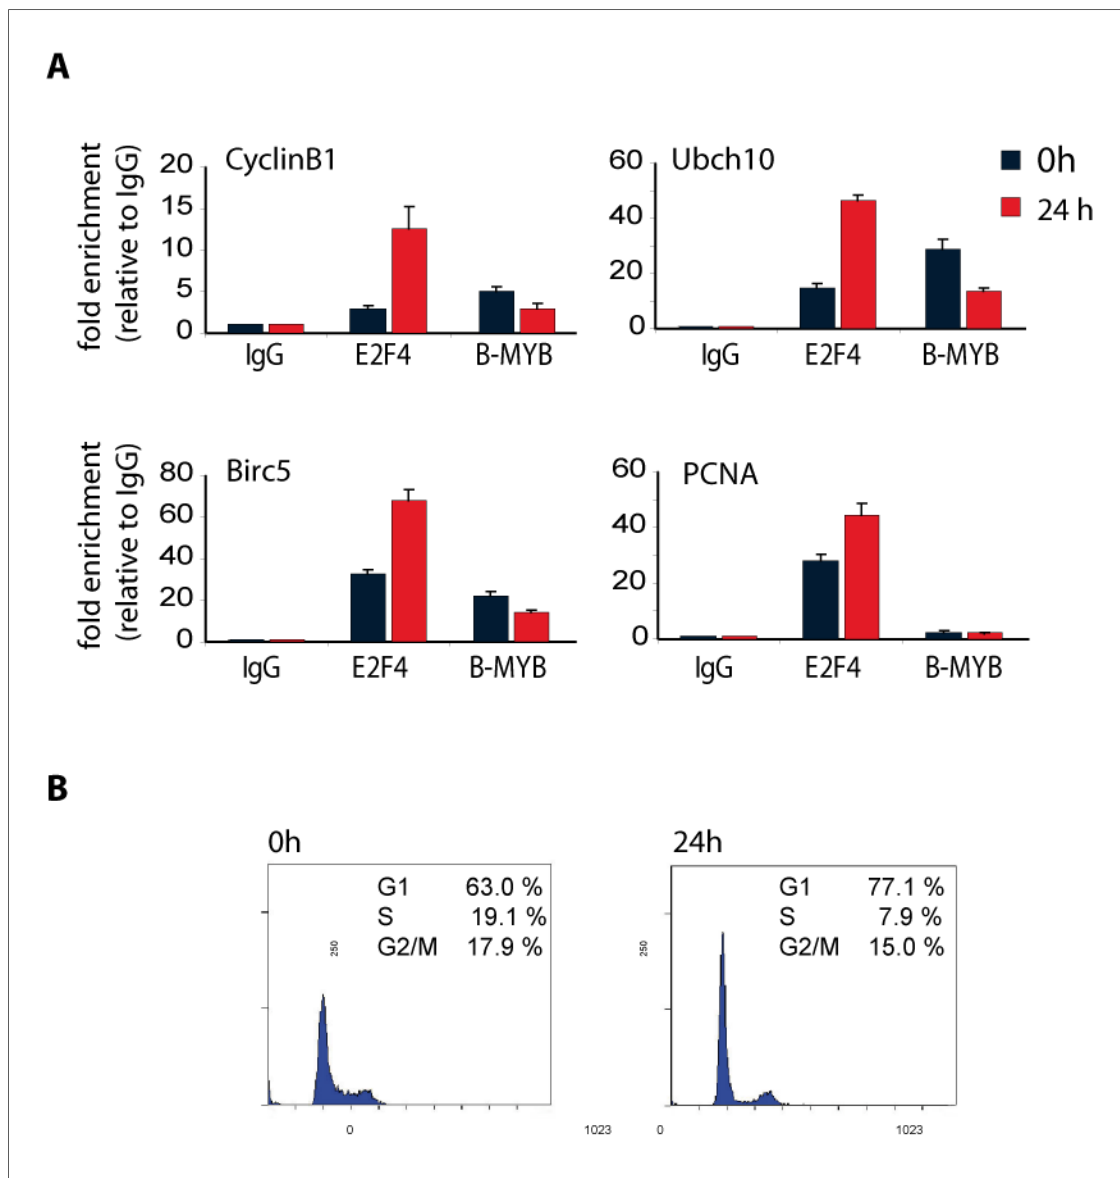 A
CyclinB1
fold enrichment
(relative to IgG)
20
15
10
5
0
IgG E2F4 B-MYB
Ubch10
60
40
20
0
IgG E2F4 B-MYB
0h
24 h
Birc5
fold enrichment
(relative to IgG)
80
60
40
20
0
IgG E2F4 B-MYB
PCNA
60
40
20
0
IgG E2F4 B-MYB
B
0h
G1 63.0 %
S 19.1 %
G2/M 17.9 %
250
0 1023
24h
G1 77.1 %
S 7.9 %
G2/M 15.0 %
250
0 1023